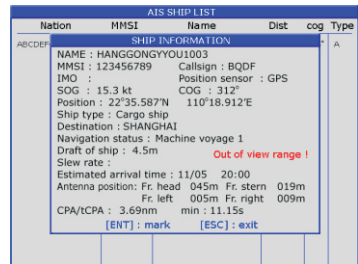 AIS SHIP LIST
Nation MMSI Name Dist cog Type
ABCDEF ° A
SHIP INFORMATION
NAME : HANGGONGYYOU1003
MMSI : 123456789 Callsign : BQDF
IMO : Position sensor : GPS
SOG : 15.3 kt COG : 312°
Position : 22°35.587'N 110°18.912'E
Ship type : Cargo ship
Destination : SHANGHAI
Navigation status : Machine voyage 1
Draft of ship : 4.5m
Out of view range !
Slew rate :
Estimated arrival time : 11/05 20:00
Antenna position: Fr. head 045m Fr. stern 019m
Fr. left 005m Fr. right 009m
CPA/tCPA : 3.69nm min : 11.15s
[ENT] : mark [ESC] : exit